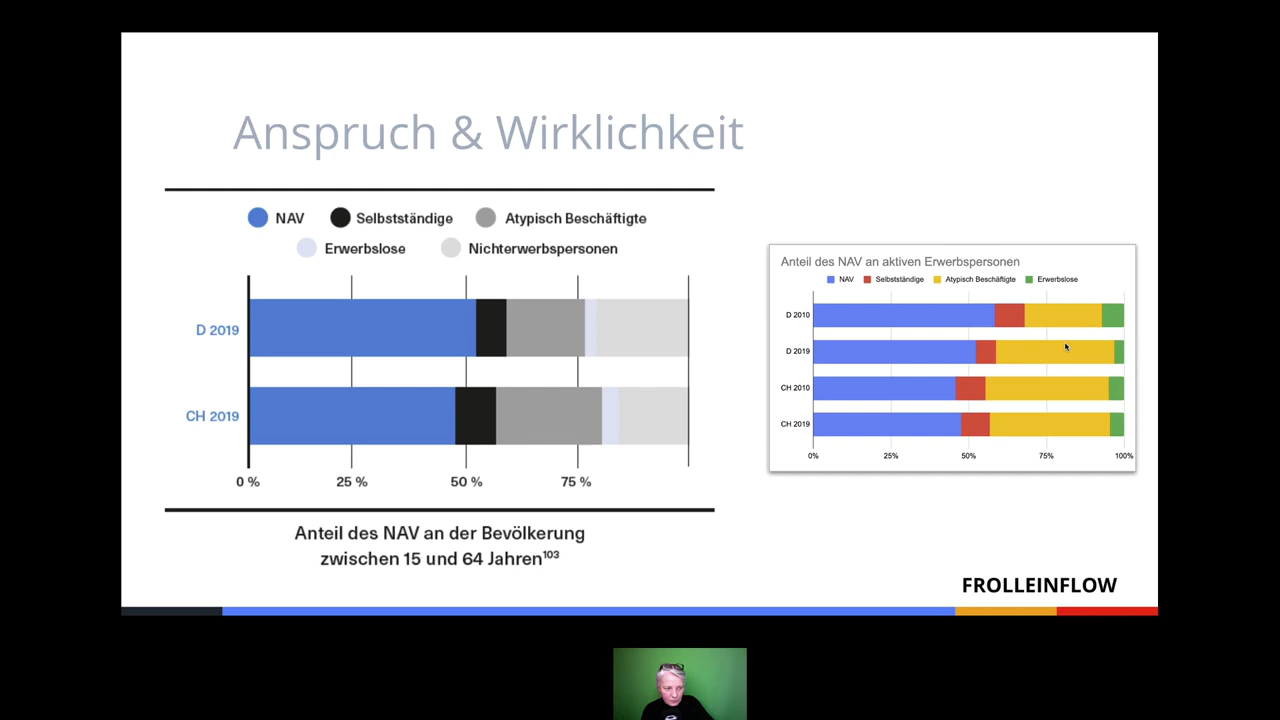 Anspruch & Wirklichkeit
NAV Selbstständige Atypisch Beschäftigte
Erwerbslose Nichterwerbspersonen
D 2019
CH 2019
0 % 25 % 50 % 75 %
Anteil des NAV an der Bevölkerung
zwischen 15 und 64 Jahren¹⁰³
Anteil des NAV an aktiven Erwerbspersonen
NAV Selbstständige Atypisch Beschäftigte Erwerbslose
D 2010
D 2019
CH 2010
CH 2019
0% 25% 50% 75% 100%
FROLLEINFLOW